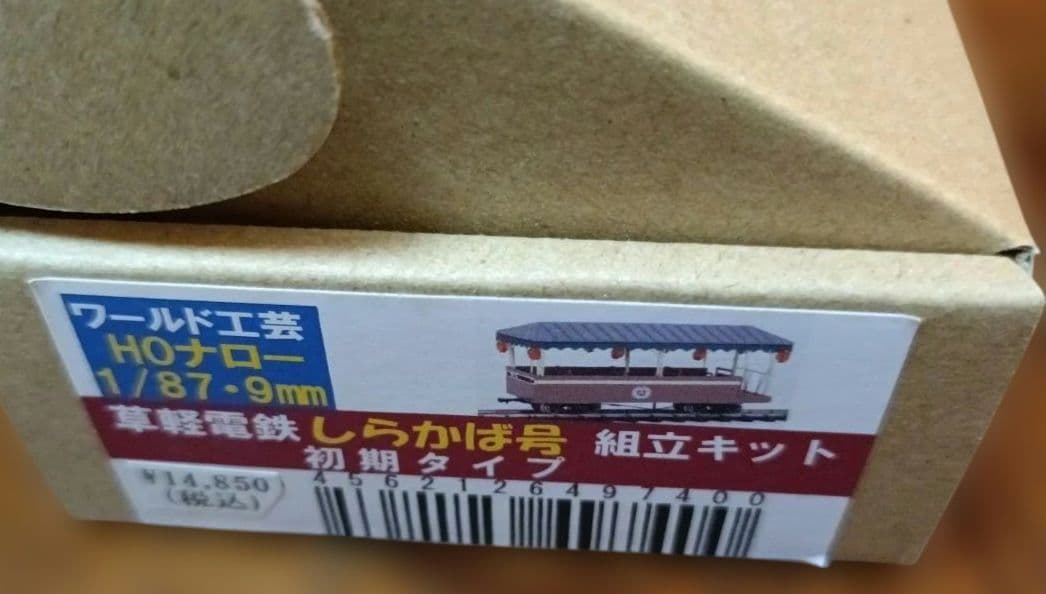 ワールド工芸
HOナロー
1/87・9mm
草軽電鉄 しらかば号 組立キット
初期タイプ
¥14,850
(税込)
4562126497400